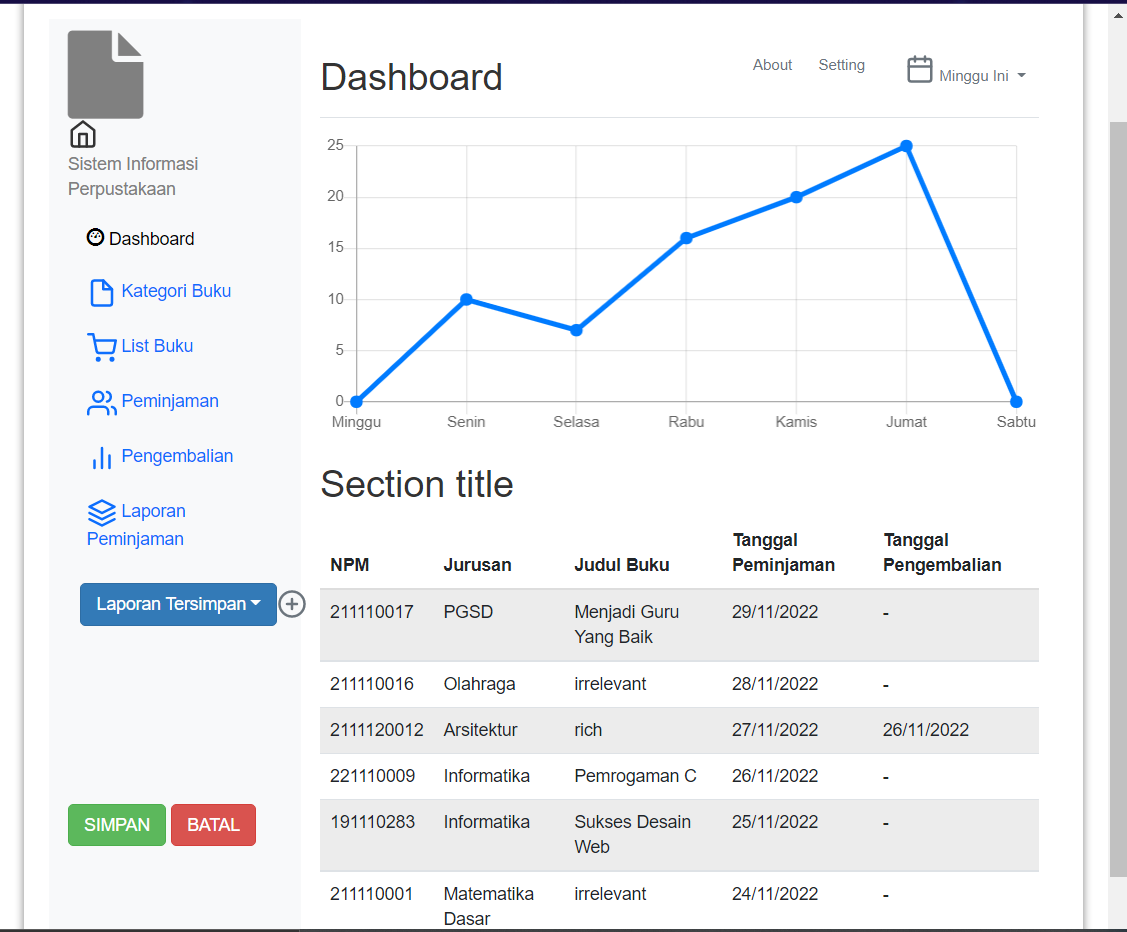 Sistem Informasi
Perpustakaan
Dashboard
Kategori Buku
List Buku
Peminjaman
Pengembalian
Laporan
Peminjaman
Laporan Tersimpan
SIMPAN BATAL
Dashboard
About Setting Minggu Ini
25
20
15
10
5
0
Minggu Senin Selasa Rabu Kamis Jumat Sabtu
Section title
NPM Jurusan Judul Buku Tanggal Peminjaman Tanggal Pengembalian
211110017 PGSD Menjadi Guru Yang Baik 29/11/2022 -
211110016 Olahraga irrelevant 28/11/2022 -
2111120012 Arsitektur rich 27/11/2022 26/11/2022
221110009 Informatika Pemrogaman C 26/11/2022 -
191110283 Informatika Sukses Desain Web 25/11/2022 -
211110001 Matematika Dasar irrelevant 24/11/2022 -